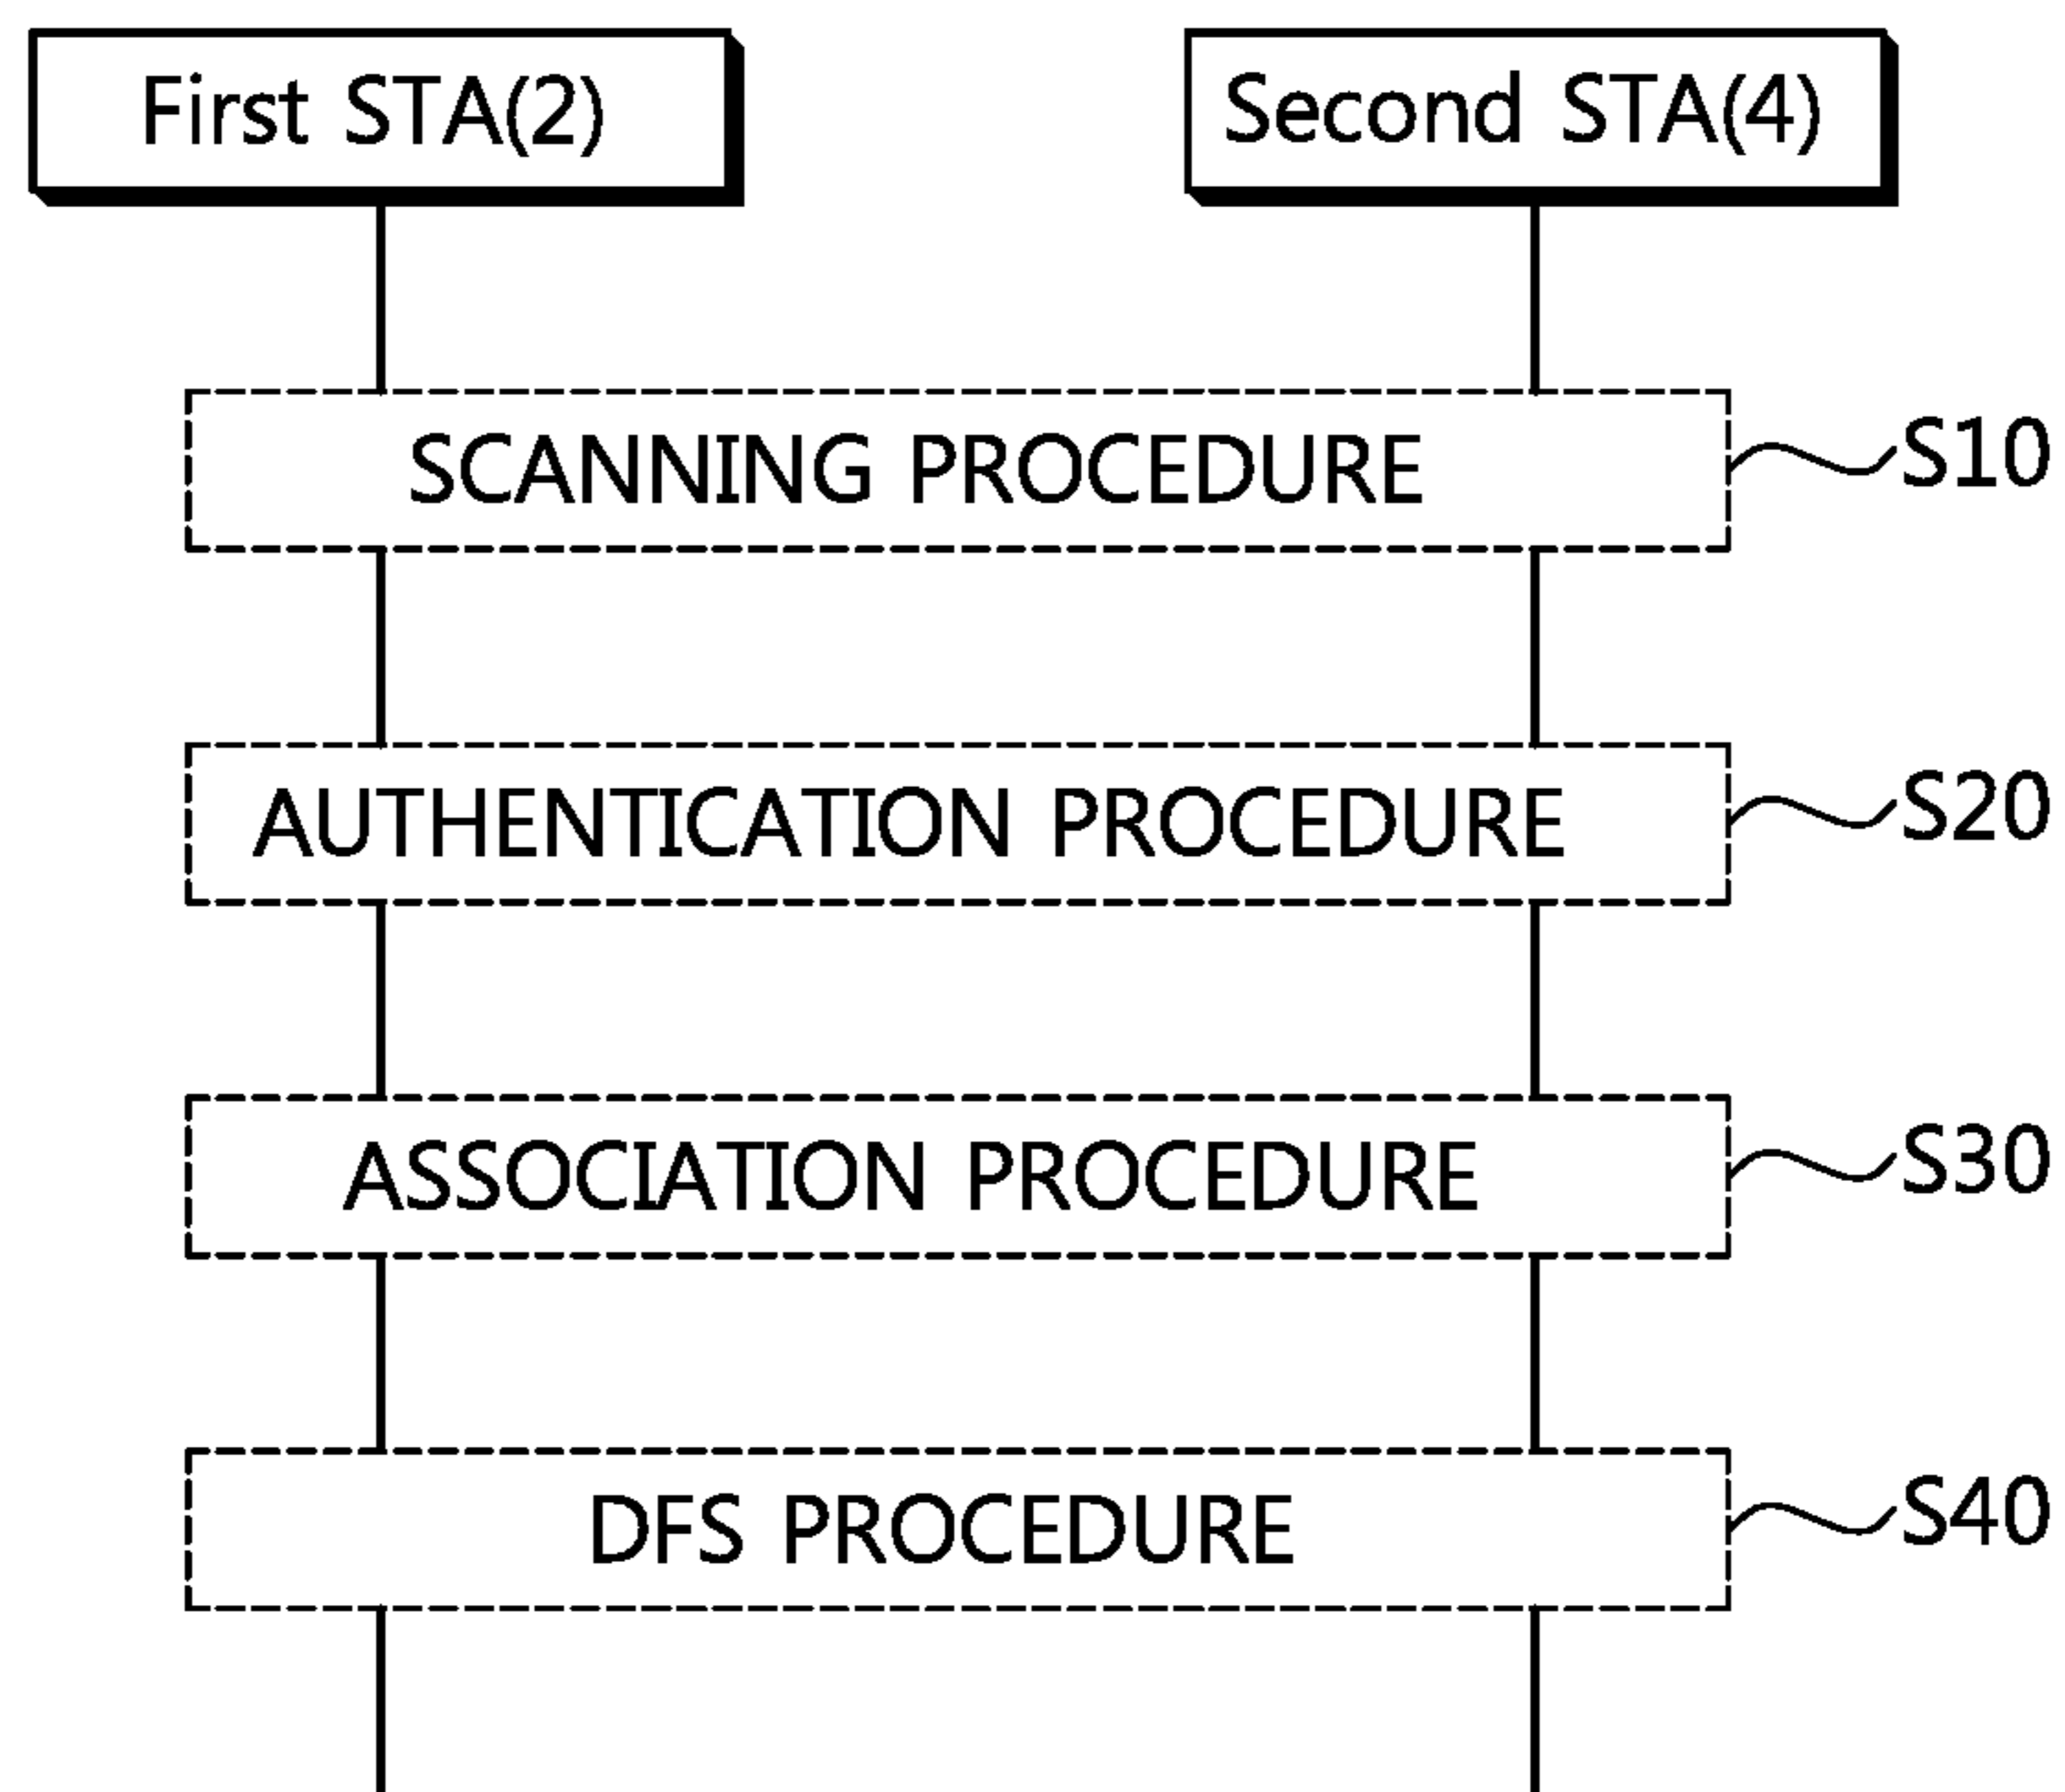 First STA(2)
Second STA(4)
SCANNING PROCEDURE
S10
AUTHENTICATION PROCEDURE
S20
ASSOCIATION PROCEDURE
S30
DFS PROCEDURE
S40